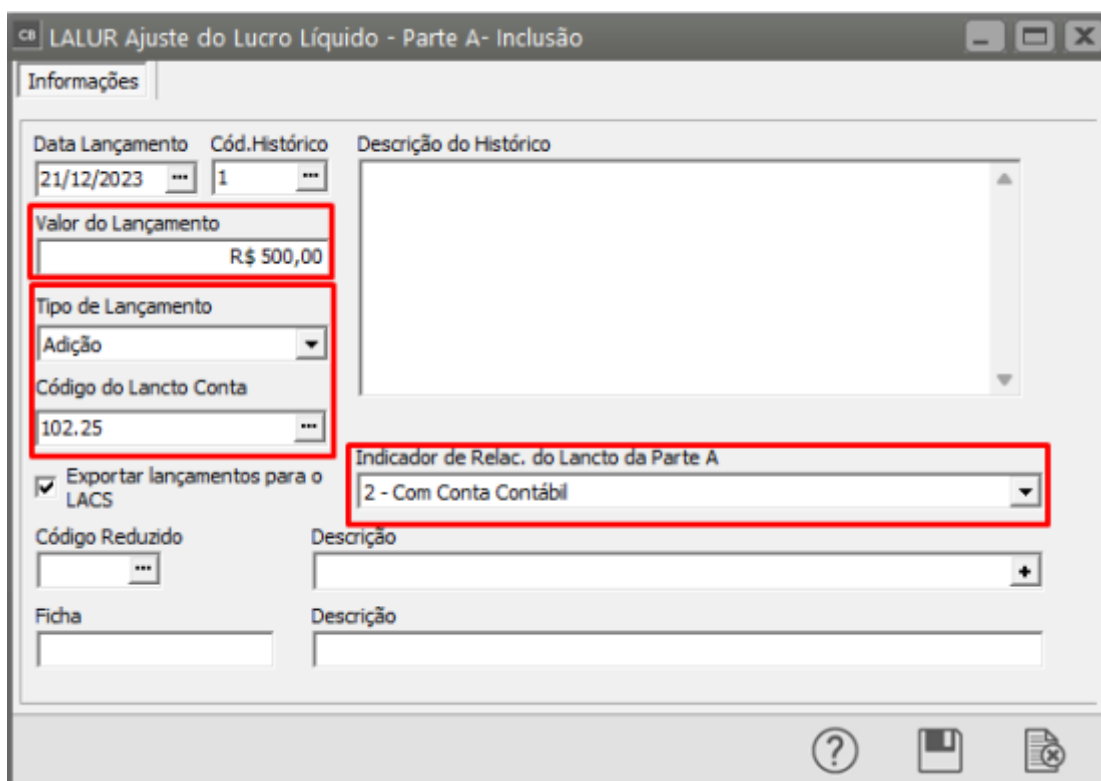 CB LALUR Ajuste do Lucro Líquido - Parte A- Inclusão
Informações
Data Lançamento Cód.Histórico Descrição do Histórico
21/12/2023 ... 1 ...
Valor do Lançamento
R$ 500,00
Tipo de Lançamento
Adição
Código do Lancto Conta
102.25 ...
Indicador de Relac. do Lancto da Parte A
2 - Com Conta Contábil
Exportar lançamentos para o
LACS
Código Reduzido Descrição
... +
Ficha Descrição
?